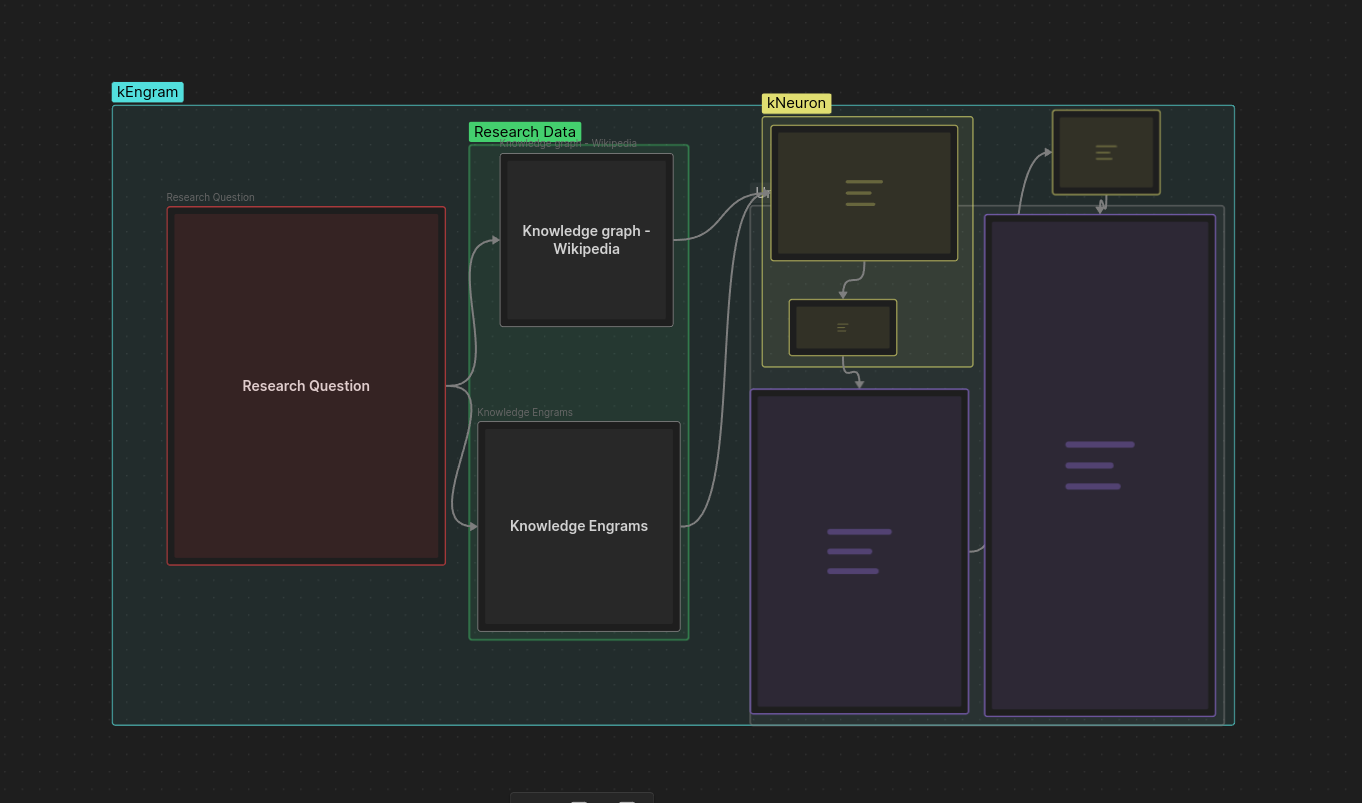 kEngram
kNeuron
Research Data
Knowledge graph - Wikipedia
Research Question
Knowledge graph -
Wikipedia
Research Question
Knowledge Engrams
Knowledge Engrams